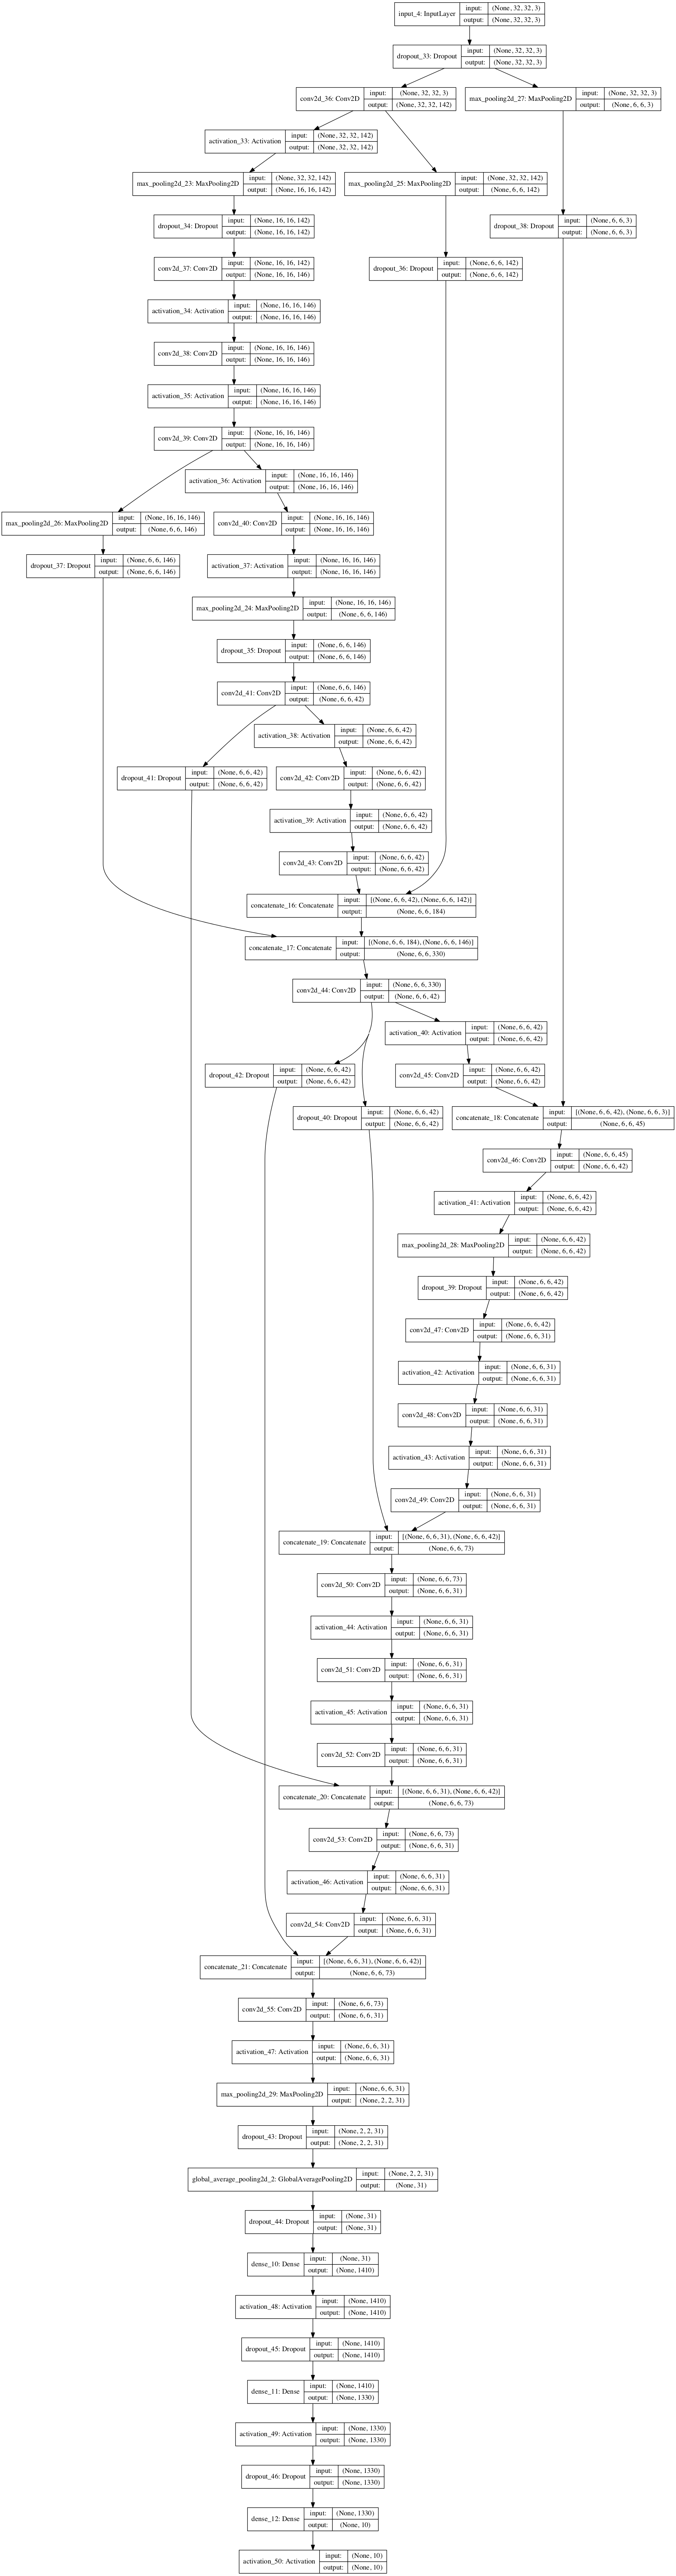 input_4: InputLayer
input: (None, 32, 32, 3)
output: (None, 32, 32, 3)
dropout_33: Dropout
input: (None, 32, 32, 3)
output: (None, 32, 32, 3)
conv2d_36: Conv2D
input: (None, 32, 32, 3)
output: (None, 32, 32, 142)
max_pooling2d_27: MaxPooling2D
input: (None, 32, 32, 3)
output: (None, 6, 6, 3)
activation_33: Activation
input: (None, 32, 32, 142)
output: (None, 32, 32, 142)
max_pooling2d_23: MaxPooling2D
input: (None, 32, 32, 142)
output: (None, 16, 16, 142)
max_pooling2d_25: MaxPooling2D
input: (None, 32, 32, 142)
output: (None, 6, 6, 142)
dropout_34: Dropout
input: (None, 16, 16, 142)
output: (None, 16, 16, 142)
dropout_38: Dropout
input: (None, 6, 6, 3)
output: (None, 6, 6, 3)
conv2d_37: Conv2D
input: (None, 16, 16, 142)
output: (None, 16, 16, 146)
dropout_36: Dropout
input: (None, 6, 6, 142)
output: (None, 6, 6, 142)
activation_34: Activation
input: (None, 16, 16, 146)
output: (None, 16, 16, 146)
conv2d_38: Conv2D
input: (None, 16, 16, 146)
output: (None, 16, 16, 146)
activation_35: Activation
input: (None, 16, 16, 146)
output: (None, 16, 16, 146)
conv2d_39: Conv2D
input: (None, 16, 16, 146)
output: (None, 16, 16, 146)
activation_36: Activation
input: (None, 16, 16, 146)
output: (None, 16, 16, 146)
max_pooling2d_26: MaxPooling2D
input: (None, 16, 16, 146)
output: (None, 6, 6, 146)
conv2d_40: Conv2D
input: (None, 16, 16, 146)
output: (None, 16, 16, 146)
dropout_37: Dropout
input: (None, 6, 6, 146)
output: (None, 6, 6, 146)
activation_37: Activation
input: (None, 16, 16, 146)
output: (None, 16, 16, 146)
max_pooling2d_24: MaxPooling2D
input: (None, 16, 16, 146)
output: (None, 6, 6, 146)
dropout_35: Dropout
input: (None, 6, 6, 146)
output: (None, 6, 6, 146)
conv2d_41: Conv2D
input: (None, 6, 6, 146)
output: (None, 6, 6, 42)
activation_38: Activation
input: (None, 6, 6, 42)
output: (None, 6, 6, 42)
dropout_41: Dropout
input: (None, 6, 6, 42)
output: (None, 6, 6, 42)
conv2d_42: Conv2D
input: (None, 6, 6, 42)
output: (None, 6, 6, 42)
activation_39: Activation
input: (None, 6, 6, 42)
output: (None, 6, 6, 42)
conv2d_43: Conv2D
input: (None, 6, 6, 42)
output: (None, 6, 6, 42)
concatenate_16: Concatenate
input: [(None, 6, 6, 42), (None, 6, 6, 142)]
output: (None, 6, 6, 184)
concatenate_17: Concatenate
input: [(None, 6, 6, 184), (None, 6, 6, 146)]
output: (None, 6, 6, 330)
conv2d_44: Conv2D
input: (None, 6, 6, 330)
output: (None, 6, 6, 42)
activation_40: Activation
input: (None, 6, 6, 42)
output: (None, 6, 6, 42)
dropout_42: Dropout
input: (None, 6, 6, 42)
output: (None, 6, 6, 42)
conv2d_45: Conv2D
input: (None, 6, 6, 42)
output: (None, 6, 6, 42)
dropout_40: Dropout
input: (None, 6, 6, 42)
output: (None, 6, 6, 42)
concatenate_18: Concatenate
input: [(None, 6, 6, 42), (None, 6, 6, 3)]
output: (None, 6, 6, 45)
conv2d_46: Conv2D
input: (None, 6, 6, 45)
output: (None, 6, 6, 42)
activation_41: Activation
input: (None, 6, 6, 42)
output: (None, 6, 6, 42)
max_pooling2d_28: MaxPooling2D
input: (None, 6, 6, 42)
output: (None, 6, 6, 42)
dropout_39: Dropout
input: (None, 6, 6, 42)
output: (None, 6, 6, 42)
conv2d_47: Conv2D
input: (None, 6, 6, 42)
output: (None, 6, 6, 31)
activation_42: Activation
input: (None, 6, 6, 31)
output: (None, 6, 6, 31)
conv2d_48: Conv2D
input: (None, 6, 6, 31)
output: (None, 6, 6, 31)
activation_43: Activation
input: (None, 6, 6, 31)
output: (None, 6, 6, 31)
conv2d_49: Conv2D
input: (None, 6, 6, 31)
output: (None, 6, 6, 31)
concatenate_19: Concatenate
input: [(None, 6, 6, 31), (None, 6, 6, 42)]
output: (None, 6, 6, 73)
conv2d_50: Conv2D
input: (None, 6, 6, 73)
output: (None, 6, 6, 31)
activation_44: Activation
input: (None, 6, 6, 31)
output: (None, 6, 6, 31)
conv2d_51: Conv2D
input: (None, 6, 6, 31)
output: (None, 6, 6, 31)
activation_45: Activation
input: (None, 6, 6, 31)
output: (None, 6, 6, 31)
conv2d_52: Conv2D
input: (None, 6, 6, 31)
output: (None, 6, 6, 31)
concatenate_20: Concatenate
input: [(None, 6, 6, 31), (None, 6, 6, 42)]
output: (None, 6, 6, 73)
conv2d_53: Conv2D
input: (None, 6, 6, 73)
output: (None, 6, 6, 31)
activation_46: Activation
input: (None, 6, 6, 31)
output: (None, 6, 6, 31)
conv2d_54: Conv2D
input: (None, 6, 6, 31)
output: (None, 6, 6, 31)
concatenate_21: Concatenate
input: [(None, 6, 6, 31), (None, 6, 6, 42)]
output: (None, 6, 6, 73)
conv2d_55: Conv2D
input: (None, 6, 6, 73)
output: (None, 6, 6, 31)
activation_47: Activation
input: (None, 6, 6, 31)
output: (None, 6, 6, 31)
max_pooling2d_29: MaxPooling2D
input: (None, 6, 6, 31)
output: (None, 2, 2, 31)
dropout_43: Dropout
input: (None, 2, 2, 31)
output: (None, 2, 2, 31)
global_average_pooling2d_2: GlobalAveragePooling2D
input: (None, 2, 2, 31)
output: (None, 31)
dropout_44: Dropout
input: (None, 31)
output: (None, 31)
dense_10: Dense
input: (None, 31)
output: (None, 1410)
activation_48: Activation
input: (None, 1410)
output: (None, 1410)
dropout_45: Dropout
input: (None, 1410)
output: (None, 1410)
dense_11: Dense
input: (None, 1410)
output: (None, 1330)
activation_49: Activation
input: (None, 1330)
output: (None, 1330)
dropout_46: Dropout
input: (None, 1330)
output: (None, 1330)
dense_12: Dense
input: (None, 1330)
output: (None, 10)
activation_50: Activation
input: (None, 10)
output: (None, 10)